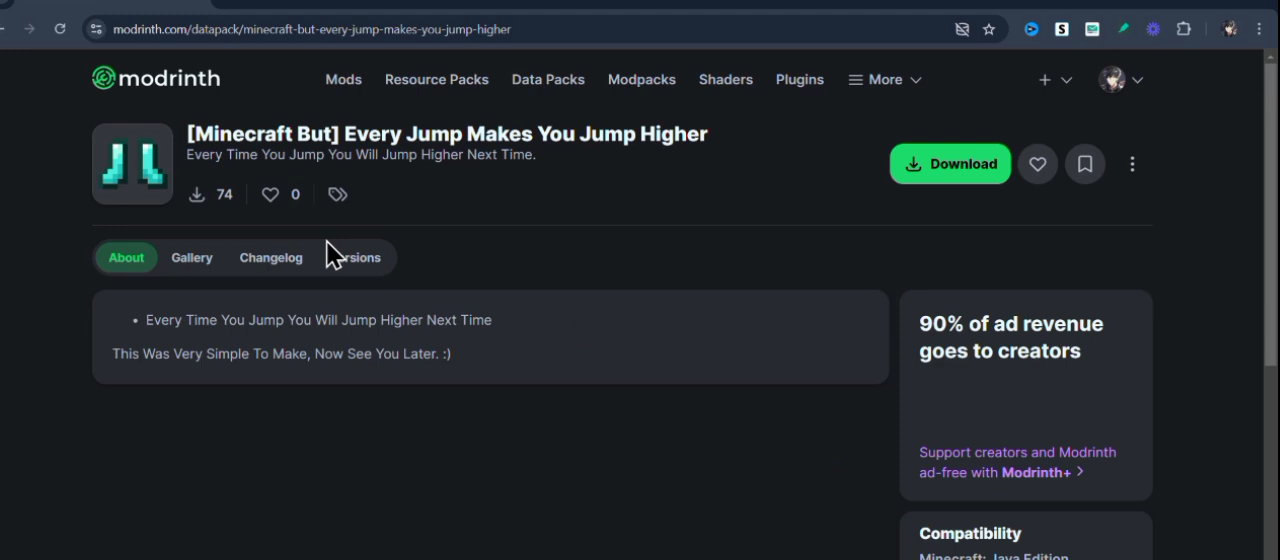 modrinth.com/datapack/minecraft-but-every-jump-makes-you-jump-higher
S
modrinth
Mods Resource Packs Data Packs Modpacks Shaders Plugins More
[Minecraft But] Every Jump Makes You Jump Higher
Every Time You Jump You Will Jump Higher Next Time.
Download
74 0
About Gallery Changelog
• Every Time You Jump You Will Jump Higher Next Time
This Was Very Simple To Make, Now See You Later. :)
90% of ad revenue
goes to creators
Support creators and Modrinth
ad-free with Modrinth+
Compatibility
Minecraft: Java Edition